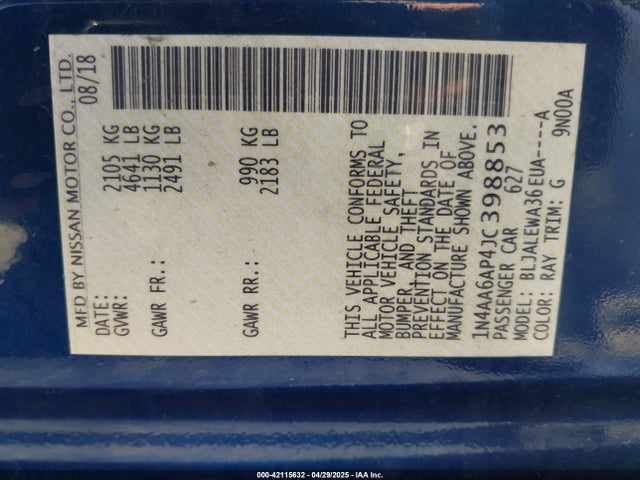 MFD BY NISSAN MOTOR CO., LTD.
DATE: 08/18
GVWR: 2105 KG
4641 LB
GAWR FR.: 1130 KG
2491 LB
GAWR RR.: 990 KG
2183 LB
THIS VEHICLE CONFORMS TO
ALL APPLICABLE FEDERAL
MOTOR VEHICLE SAFETY,
BUMPER, AND THEFT
PREVENTION STANDARDS IN
EFFECT ON THE DATE OF
MANUFACTURE SHOWN ABOVE.
1N4AA6AP4JC398853
PASSENGER CAR 627
MODEL: BLJALEWA36EUA----A
COLOR: RAY TRIM: G 9N00A
000-42115632 - 04/29/2025 - IAA Inc.